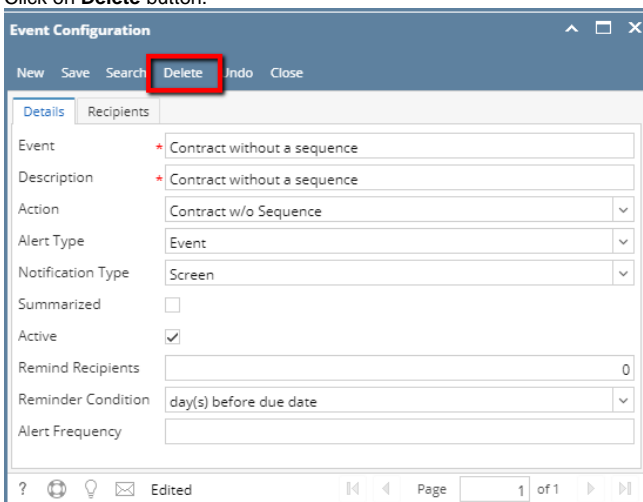 Click on Delete button.
Event Configuration
New Save Search Delete Undo Close
Details Recipients
Event * Contract without a sequence
Description * Contract without a sequence
Action Contract w/o Sequence
Alert Type Event
Notification Type Screen
Summarized
Active
Remind Recipients 0
Reminder Condition day(s) before due date
Alert Frequency
? Edited Page 1 of 1